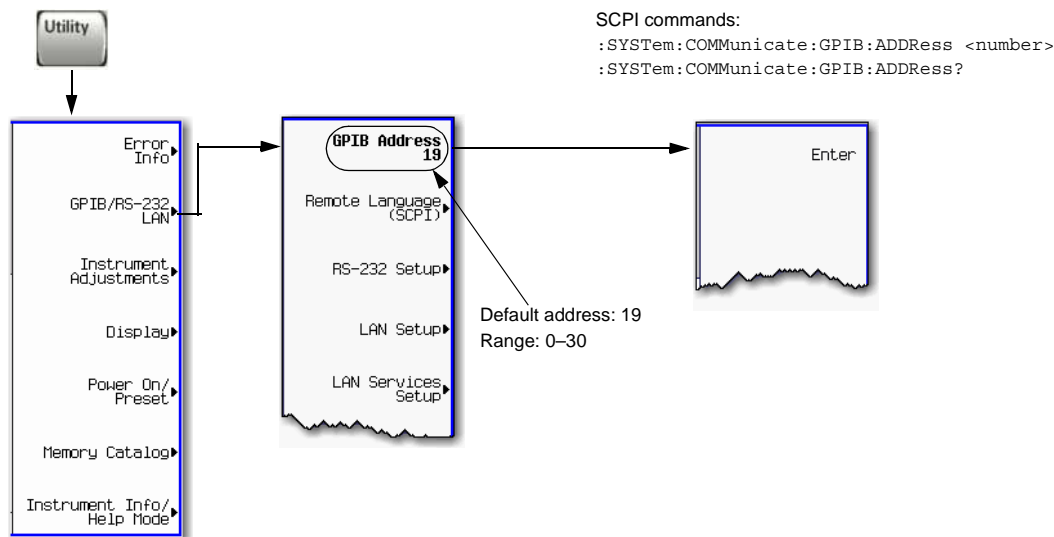 Utility
SCPI commands:
:SYSTem:COMMunicate:GPIB:ADDRess <number>
:SYSTem:COMMunicate:GPIB:ADDRess?
Error
Info
GPIB/RS-232
LAN
Instrument
Adjustments
Display
Power On/
Preset
Memory Catalog
Instrument Info/
Help Mode
GPIB Address
19
Remote Language
(SCPI)
RS-232 Setup
LAN Setup
LAN Services
Setup
Default address: 19
Range: 0–30
Enter